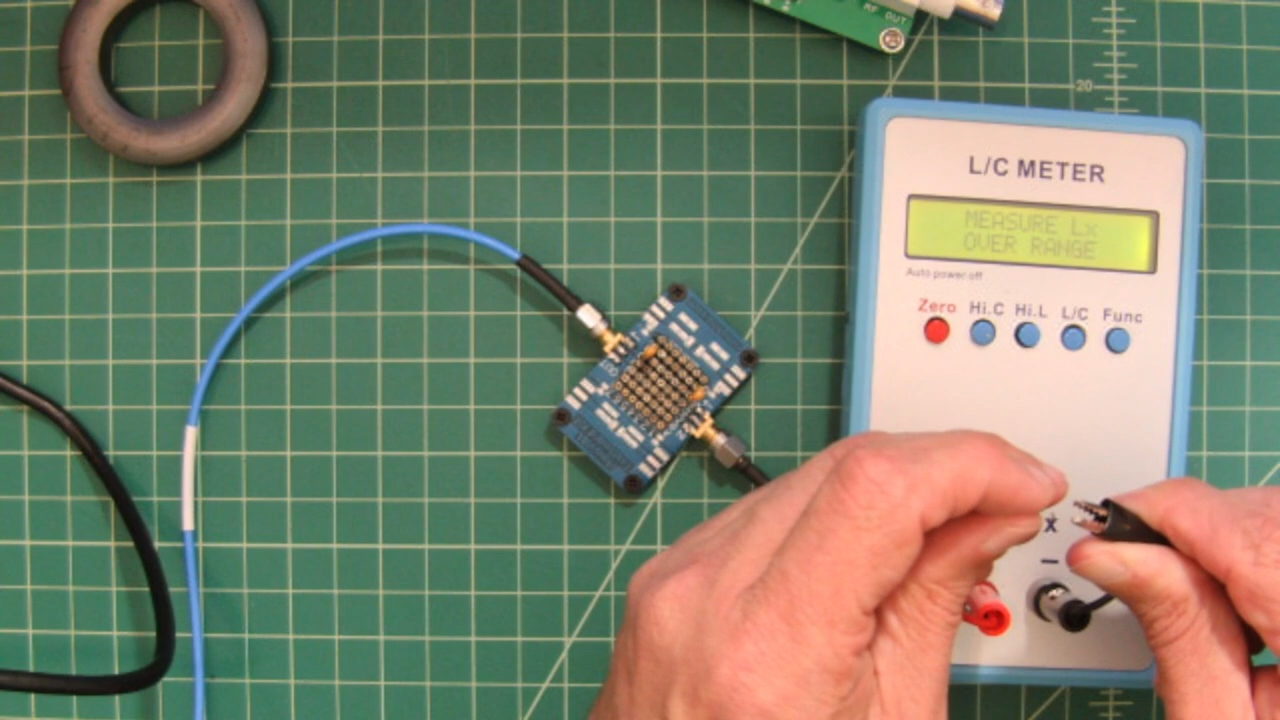 RF OUT
20
L/C METER
MEASURE Lx
OVER RANGE
Auto power off
Zero Hi.C Hi.L L/C Func
x
−